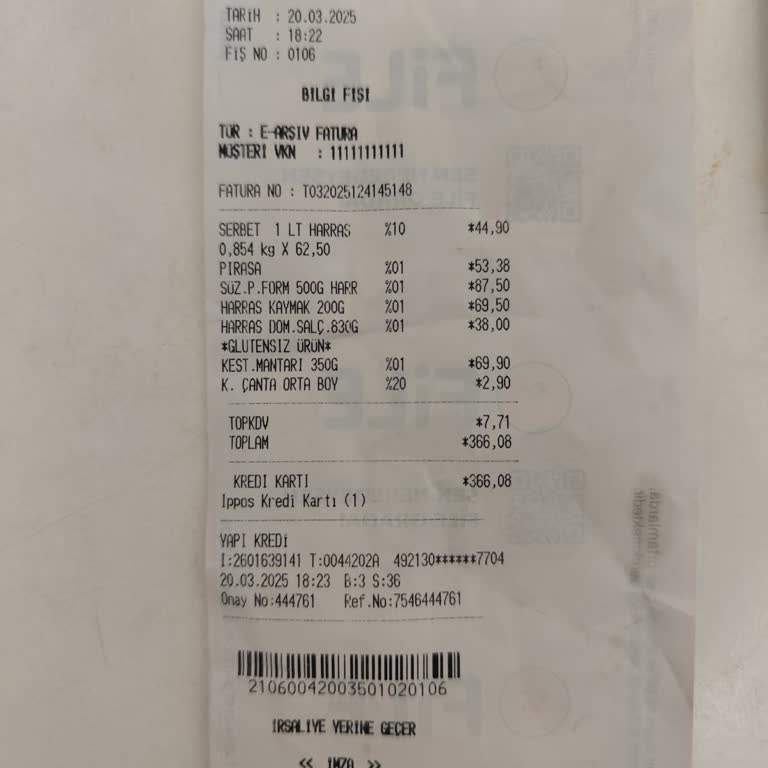 TARİH : 20.03.2025
SAAT : 18:22
FİŞ NO : 0106
BİLGİ FİŞİ
TÜR : E-ARŞİV FATURA
MÜŞTERİ VKN : 11111111111
FATURA NO : T032025124145148
ŞERBET 1 LT HARRAS %10 *44,90
0,854 kg X 62,50
PIRASA %01 *53,38
SÜZ.P.FORM 500G HARR %01 *87,50
HARRAS KAYMAK 200G %01 *69,50
HARRAS DOM.SALÇ.830G %01 *38,00
*GLUTENSİZ ÜRÜN*
KEST.MANTARI 350G %01 *69,90
K. ÇANTA ORTA BOY %20 *2,90
TOPKDV *7,71
TOPLAM *366,08
KREDİ KARTI *366,08
Ippos Kredi Kartı (1)
YAPI KREDİ
I:2601639141 T:0044202A 492130******7704
20.03.2025 18:23 B:3 S:36
Onay No:444761 Ref.No:7546444761
21060042003501020106
İRSALİYE YERİNE GEÇER
<< İMZA >>